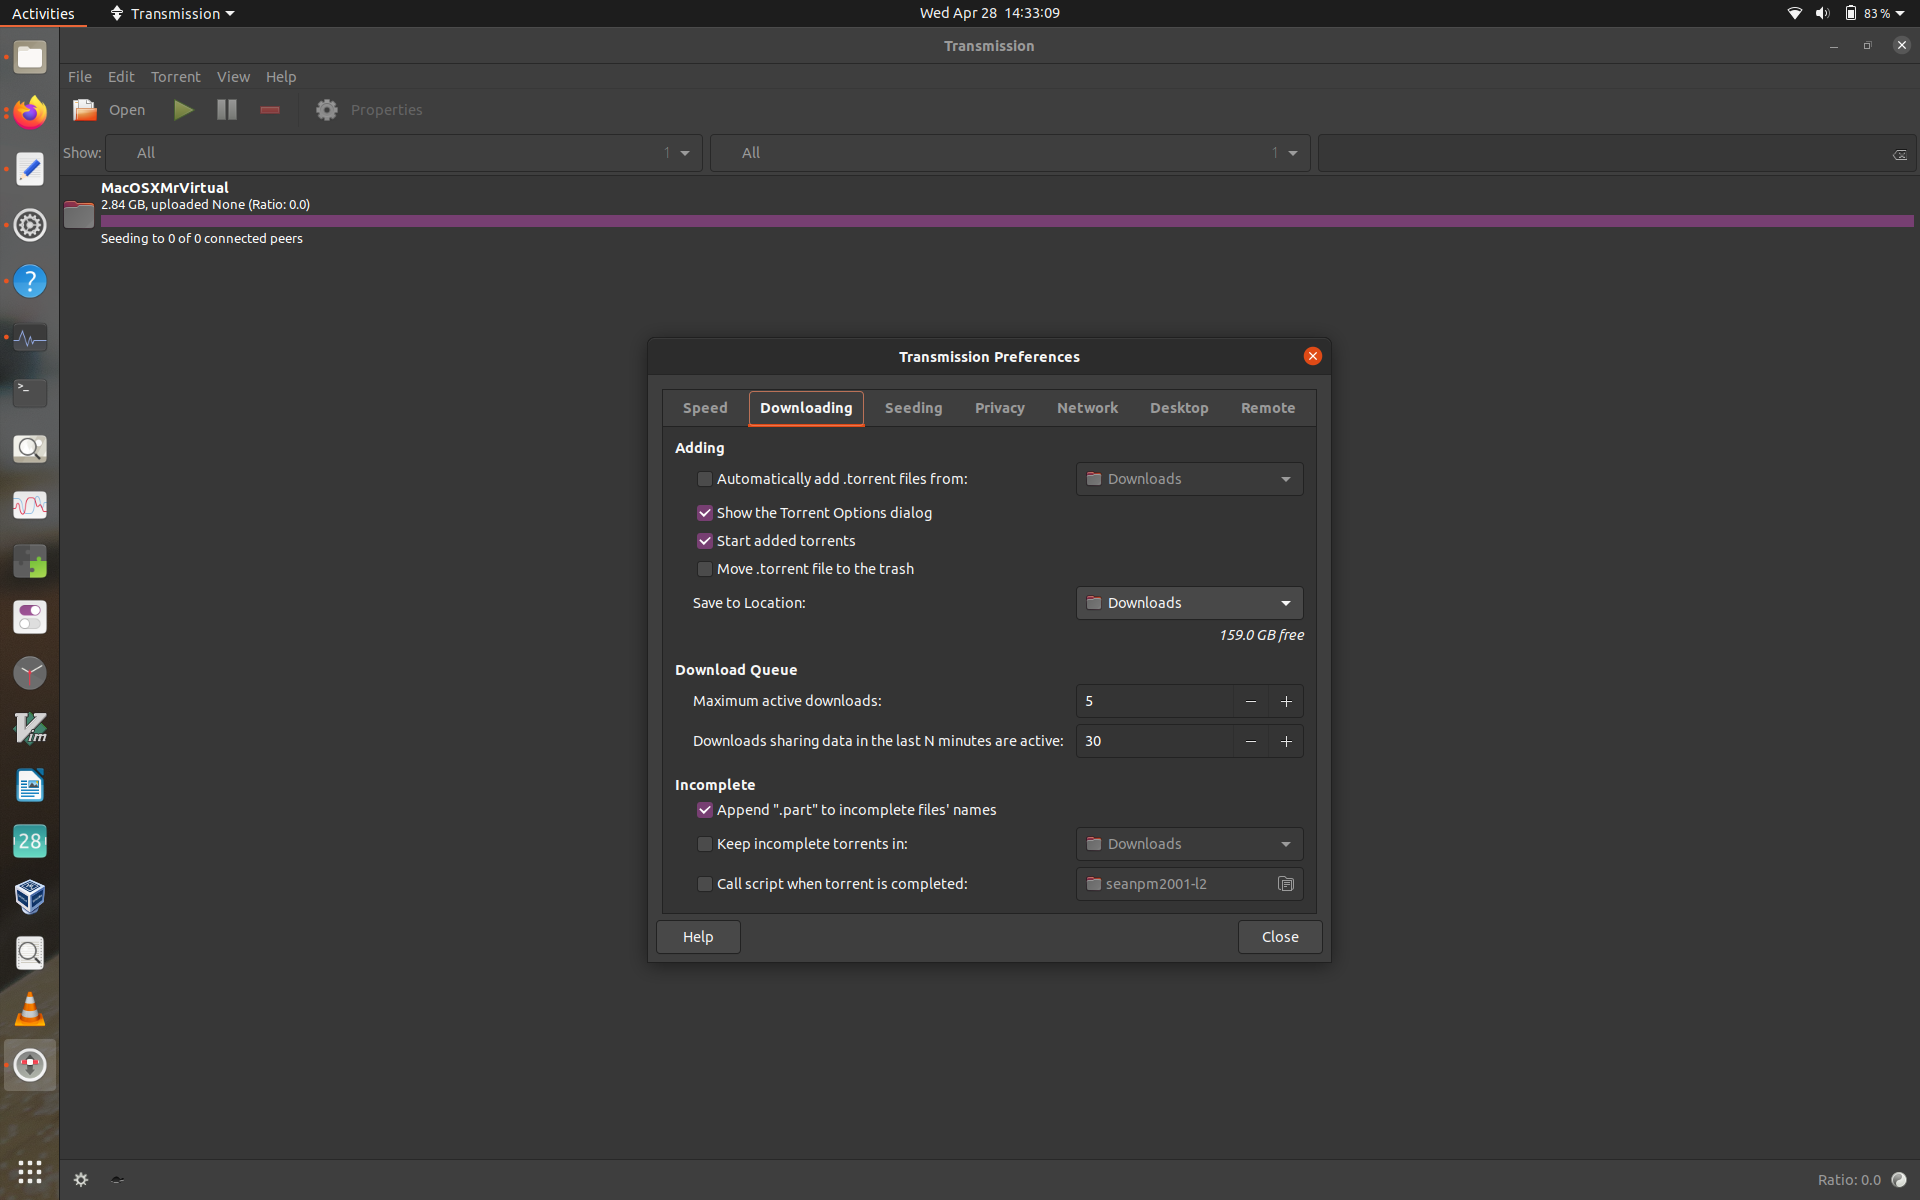 Activities
Transmission
Wed Apr 28 14:33:09
83 %
Transmission
File Edit Torrent View Help
Open
Properties
Show:
All 1
All 1
MacOSXMrVirtual
2.84 GB, uploaded None (Ratio: 0.0)
Seeding to 0 of 0 connected peers
Transmission Preferences
Speed Downloading Seeding Privacy Network Desktop Remote
Adding
Automatically add .torrent files from: Downloads
Show the Torrent Options dialog
Start added torrents
Move .torrent file to the trash
Save to Location: Downloads
159.0 GB free
Download Queue
Maximum active downloads: 5
Downloads sharing data in the last N minutes are active: 30
Incomplete
Append ".part" to incomplete files' names
Keep incomplete torrents in: Downloads
Call script when torrent is completed: seanpm2001-l2
Help
Close
Vim
28
Ratio: 0.0